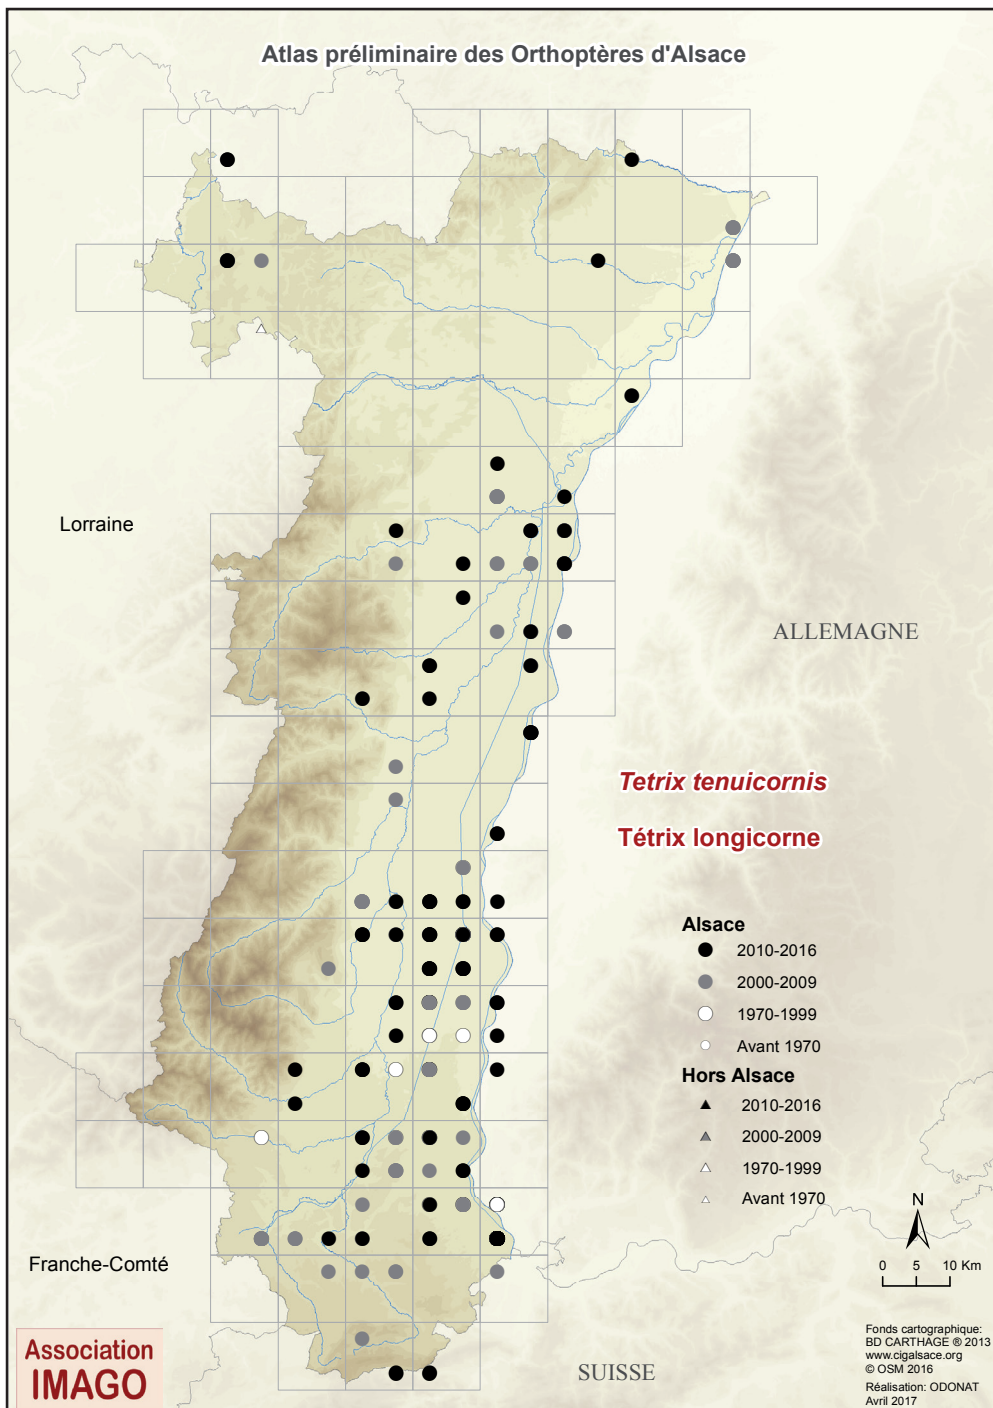 Atlas préliminaire des Orthoptères d'Alsace
Lorraine
ALLEMAGNE
Tetrix tenuicornis
Tétrix longicorne
Alsace
2010-2016
2000-2009
1970-1999
Avant 1970
Hors Alsace
2010-2016
2000-2009
1970-1999
Avant 1970
N
0 5 10 Km
Franche-Comté
SUISSE
Association
IMAGO
Fonds cartographique:
BD CARTHAGE ® 2013
www.cigalsace.org
© OSM 2016
Réalisation: ODONAT
Avril 2017